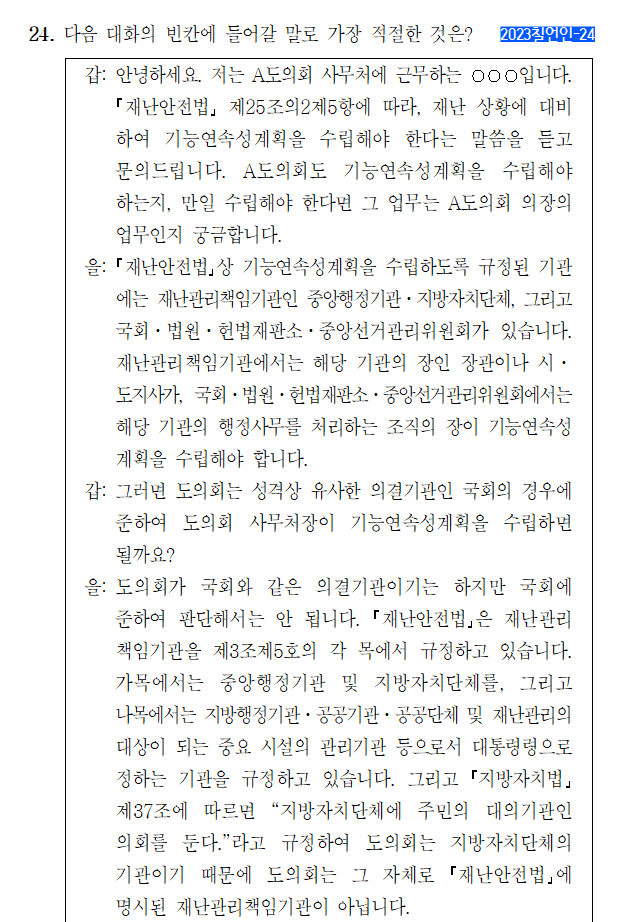 24. 다음 대화의 빈칸에 들어갈 말로 가장 적절한 것은? 2023칠언인-24
갑: 안녕하세요. 저는 A도의회 사무처에 근무하는 ○○○입니다.
「재난안전법」 제25조의2제5항에 따라, 재난 상황에 대비
하여 기능연속성계획을 수립해야 한다는 말씀을 듣고
문의드립니다. A도의회도 기능연속성계획을 수립해야
하는지, 만일 수립해야 한다면 그 업무는 A도의회 의장의
업무인지 궁금합니다.
을: 「재난안전법」상 기능연속성계획을 수립하도록 규정된 기관
에는 재난관리책임기관인 중앙행정기관·지방자치단체, 그리고
국회·법원·헌법재판소·중앙선거관리위원회가 있습니다.
재난관리책임기관에서는 해당 기관의 장인 장관이나 시·
도지사가, 국회·법원·헌법재판소·중앙선거관리위원회에서는
해당 기관의 행정사무를 처리하는 조직의 장이 기능연속성
계획을 수립해야 합니다.
갑: 그러면 도의회는 성격상 유사한 의결기관인 국회의 경우에
준하여 도의회 사무처장이 기능연속성계획을 수립하면
될까요?
을: 도의회가 국회와 같은 의결기관이기는 하지만 국회에
준하여 판단해서는 안 됩니다. 「재난안전법」은 재난관리
책임기관을 제3조제5호의 각 목에서 규정하고 있습니다.
가목에서는 중앙행정기관 및 지방자치단체를, 그리고
나목에서는 지방행정기관·공공기관·공공단체 및 재난관리의
대상이 되는 중요 시설의 관리기관 등으로서 대통령령으로
정하는 기관을 규정하고 있습니다. 그리고 「지방자치법」
제37조에 따르면 “지방자치단체에 주민의 대의기관인
의회를 둔다.”라고 규정하여 도의회는 지방자치단체의
기관이기 때문에 도의회는 그 자체로 「재난안전법」에
명시된 재난관리책임기관이 아닙니다.